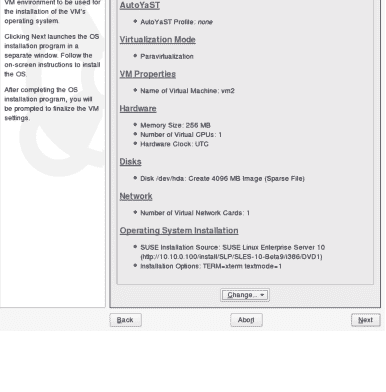 VM environment to be used for
the installation of the VM's
operating system.
Clicking Next launches the OS
installation program in a
separate window. Follow the
on-screen instructions to install
the OS.
After completing the OS
installation program, you will
be prompted to finalize the VM
settings.
AutoYaST
AutoYaST Profile: none
Virtualization Mode
Paravirtualization
VM Properties
Name of Virtual Machine: vm2
Hardware
Memory Size: 256 MB
Number of Virtual CPUs: 1
Hardware Clock: UTC
Disks
Disk /dev/hda: Create 4096 MB Image (Sparse File)
Network
Number of Virtual Network Cards: 1
Operating System Installation
SUSE Installation Source: SUSE Linux Enterprise Server 10
(http://10.10.0.100/install/SLP/SLES-10-Beta9/i386/DVD1)
Installation Options: TERM=xterm textmode=1
Change...
Back Abort Next